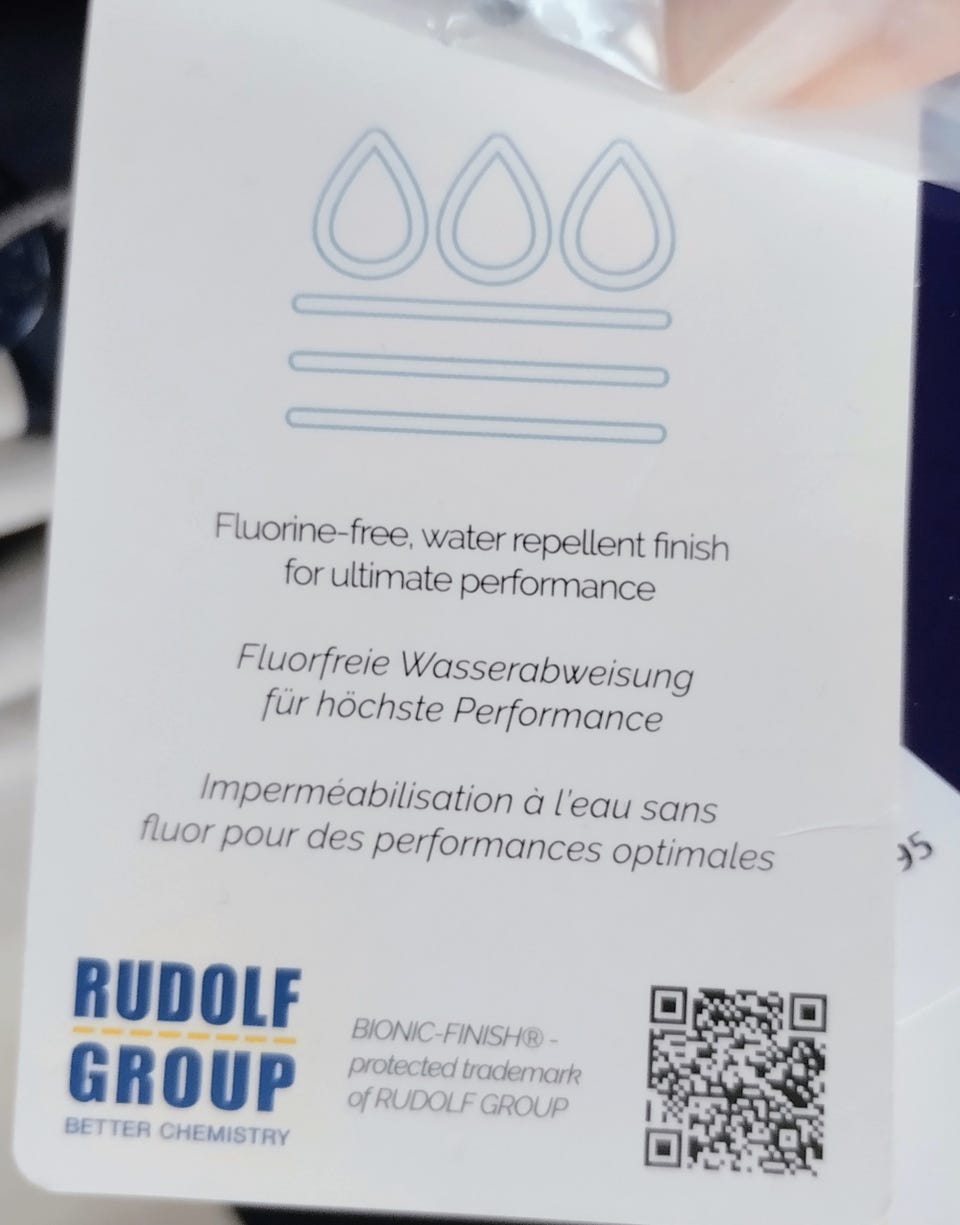 Fluorine-free, water repellent finish
for ultimate performance
Fluorfreie Wasserabweisung
für höchste Performance
Imperméabilisation à l'eau sans
fluor pour des performances optimales
RUDOLF
GROUP
BETTER CHEMISTRY
BIONIC-FINISH® -
protected trademark
of RUDOLF GROUP
95